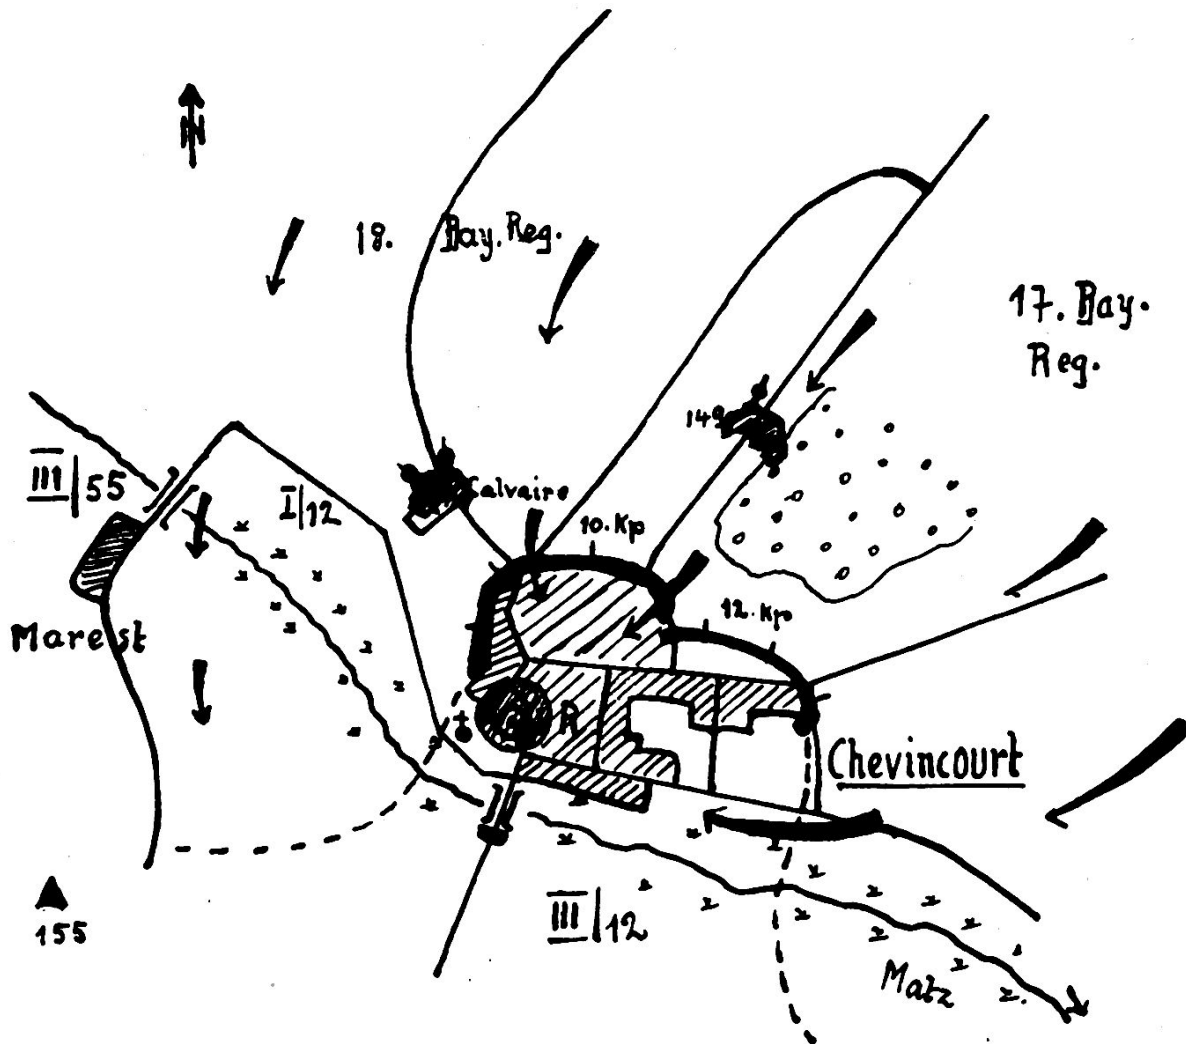 N
18. Bay. Reg.
17. Bay.
Reg.
149
III/55
I/12
Calvaire
10. Kp
12. Kp
Marest
R
Chevincourt
155
III/12
Matz